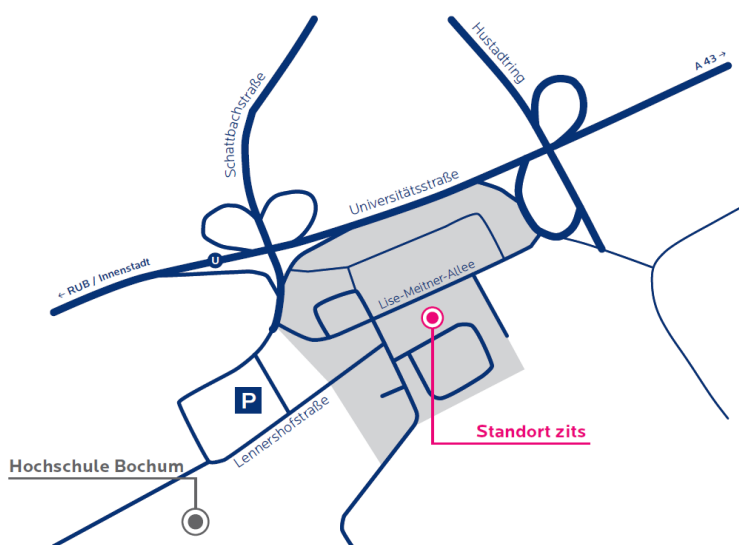 Hustadtring
A 43 →
Schattbachstraße
Universitätsstraße
U
← RUB / Innenstadt
Lise-Meitner-Allee
P
Lennershofstraße
Standort zits
Hochschule Bochum